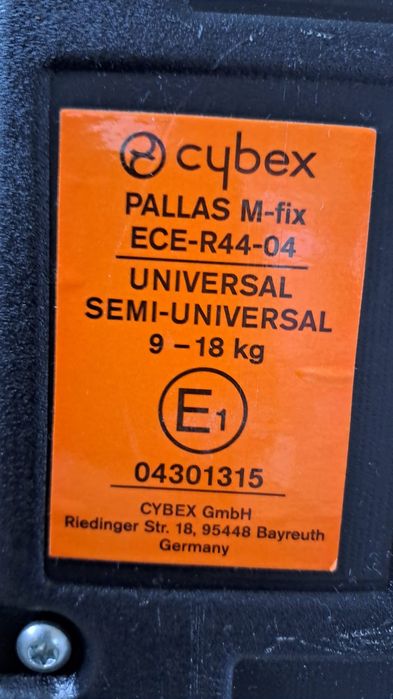 cybex
PALLAS M-fix
ECE-R44-04
UNIVERSAL
SEMI-UNIVERSAL
9 – 18 kg
E1
04301315
CYBEX GmbH
Riedinger Str. 18, 95448 Bayreuth
Germany